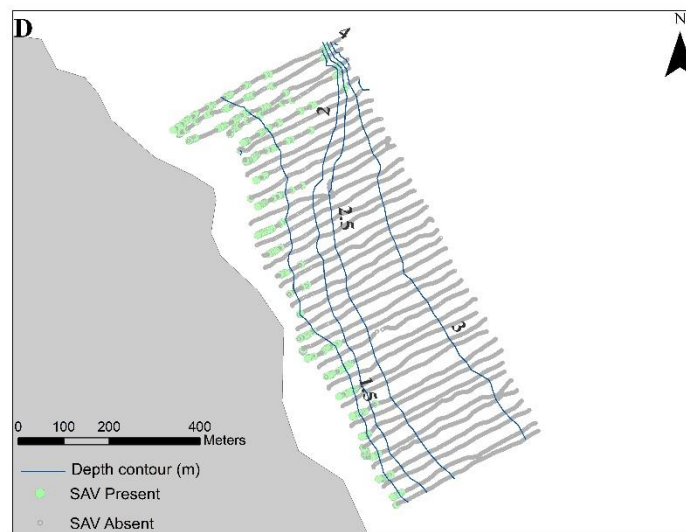 D
N
4
2
2.5
3
1.5
0 100 200 400
Meters
Depth contour (m)
SAV Present
SAV Absent